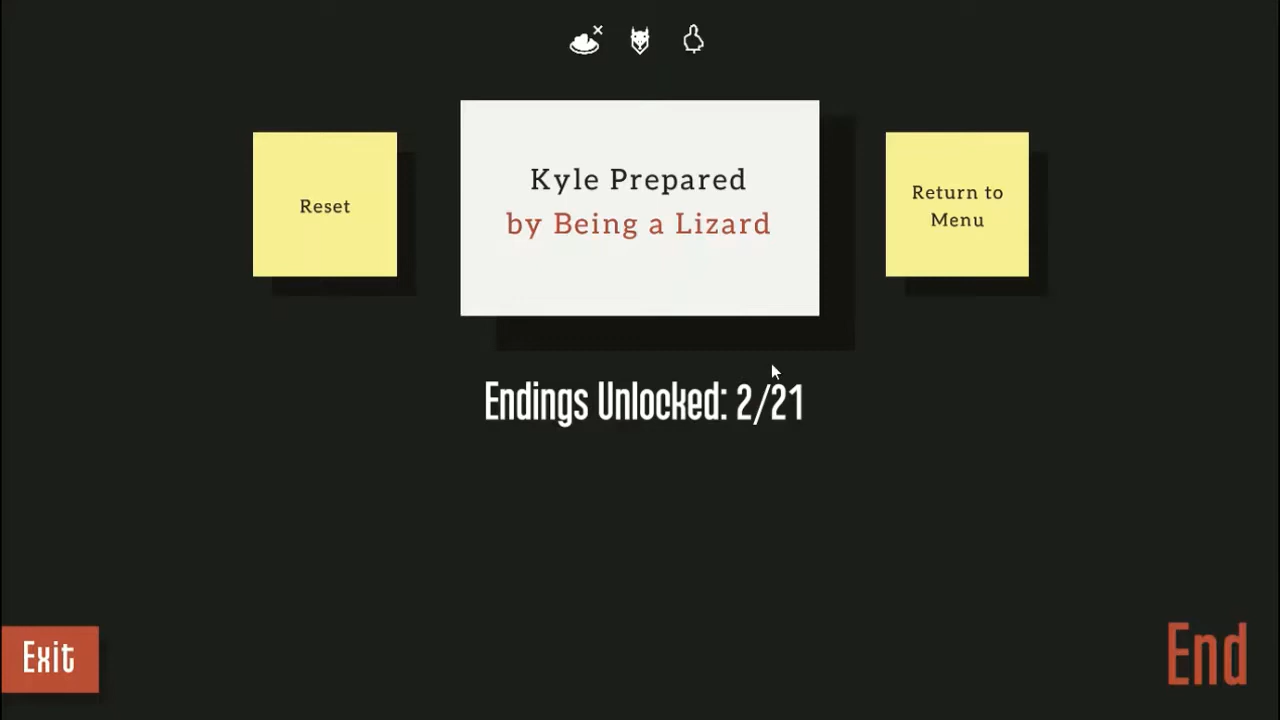 Reset
Kyle Prepared
by Being a Lizard
Return to
Menu
Endings Unlocked: 2/21
Exit
End